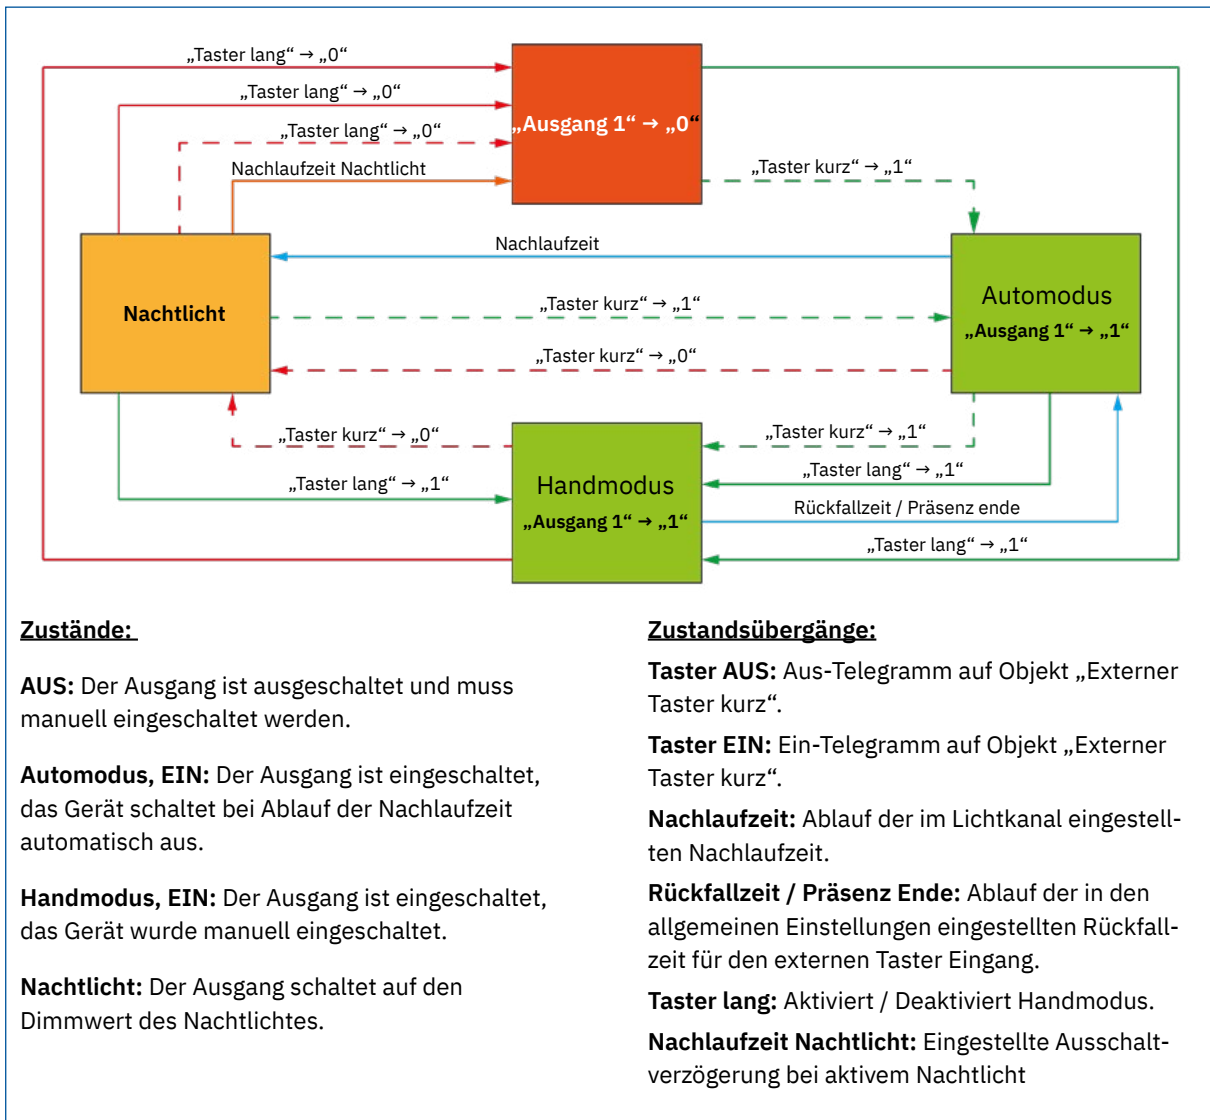 „Taster lang“ → „0“
„Taster lang“ → „0“
„Taster lang“ → „0“
Nachlaufzeit Nachtlicht
„Ausgang 1“ → „0“
„Taster kurz“ → „1“
Nachlaufzeit
Nachtlicht
„Taster kurz“ → „1“
Automodus
„Ausgang 1“ → „1“
„Taster kurz“ → „0“
„Taster kurz“ → „0“
„Taster kurz“ → „1“
„Taster lang“ → „1“
„Taster lang“ → „1“
Handmodus
„Ausgang 1“ → „1“
Rückfallzeit / Präsenz ende
„Taster lang“ → „1“
Zustände:
AUS: Der Ausgang ist ausgeschaltet und muss
manuell eingeschaltet werden.
Automodus, EIN: Der Ausgang ist eingeschaltet,
das Gerät schaltet bei Ablauf der Nachlaufzeit
automatisch aus.
Handmodus, EIN: Der Ausgang ist eingeschaltet,
das Gerät wurde manuell eingeschaltet.
Nachtlicht: Der Ausgang schaltet auf den
Dimmwert des Nachtlichtes.
Zustandsübergänge:
Taster AUS: Aus-Telegramm auf Objekt „Externer
Taster kurz“.
Taster EIN: Ein-Telegramm auf Objekt „Externer
Taster kurz“.
Nachlaufzeit: Ablauf der im Lichtkanal eingestell-
ten Nachlaufzeit.
Rückfallzeit / Präsenz Ende: Ablauf der in den
allgemeinen Einstellungen eingestellten Rückfall-
zeit für den externen Taster Eingang.
Taster lang: Aktiviert / Deaktiviert Handmodus.
Nachlaufzeit Nachtlicht: Eingestellte Ausschalt-
verzögerung bei aktivem Nachtlicht